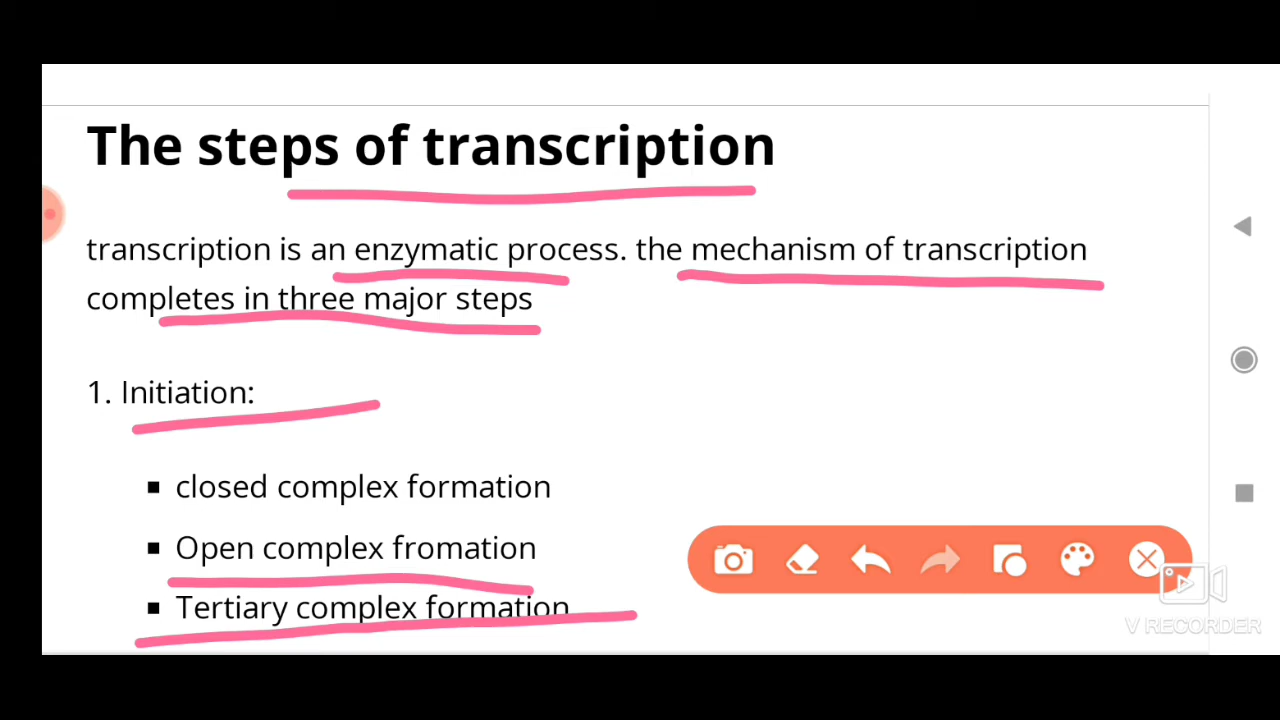 The steps of transcription
transcription is an enzymatic process. the mechanism of transcription
completes in three major steps
1. Initiation:
▪ closed complex formation
▪ Open complex fromation
▪ Tertiary complex formation
V RECORDER